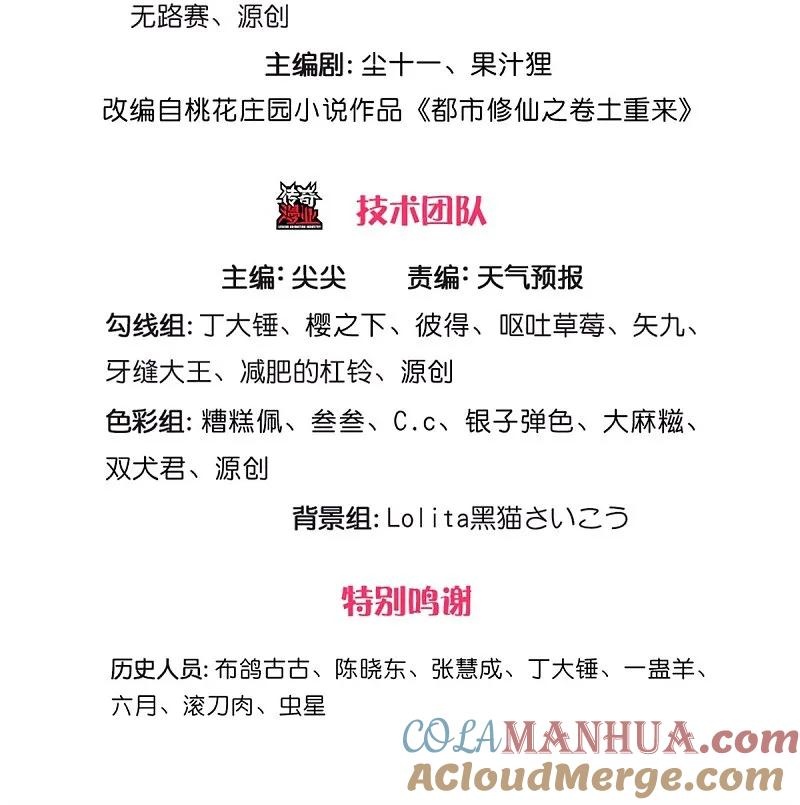 无路赛、源创
主编剧: 尘十一、果汁狸
改编自桃花庄园小说作品《都市修仙之卷土重来》
传奇漫业
技术团队
主编: 尖尖 责编: 天气预报
勾线组: 丁大锤、樱之下、彼得、呕吐草莓、矢九、
牙缝大王、减肥的杠铃、源创
色彩组: 糟糕佩、叁叁、C.c、银子弹色、大麻糍、
双犬君、源创
背景组: Lolita黑猫さいこう
特别鸣谢
历史人员: 布鸽古古、陈晓东、张慧成、丁大锤、一蛊羊、
六月、滚刀肉、虫星
COLAMANHUA.com
ACloudMerge.com